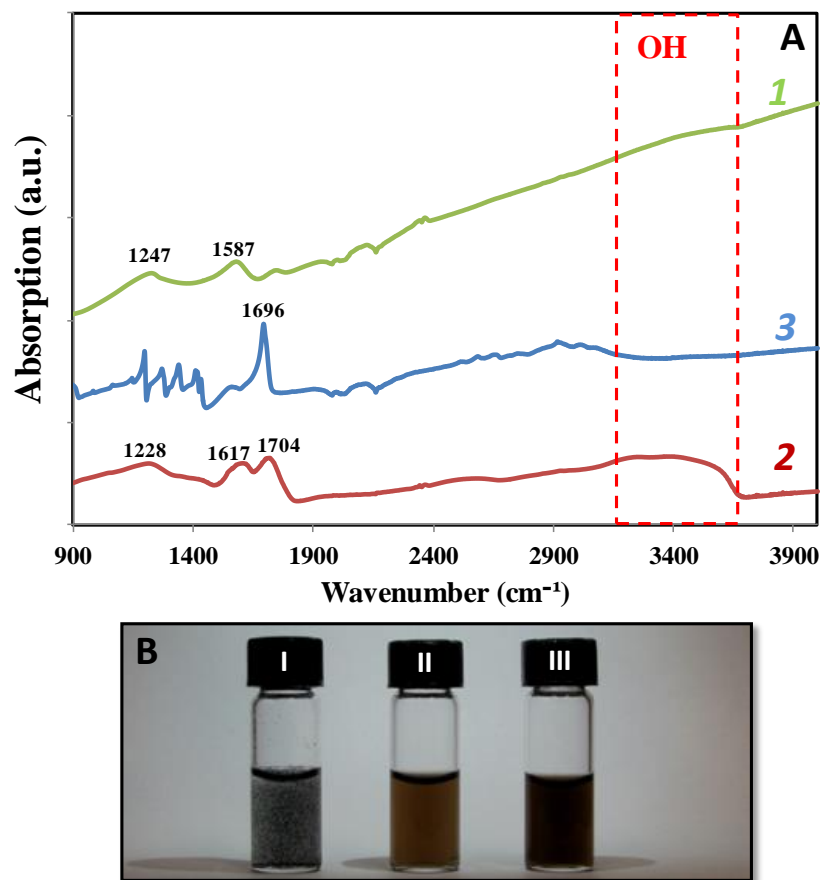 A
OH
1
1247
1587
1696
3
1228
1617
1704
2
Absorption (a.u.)
900
1400
1900
2400
2900
3400
3900
Wavenumber (cm⁻¹)
B
I
II
III